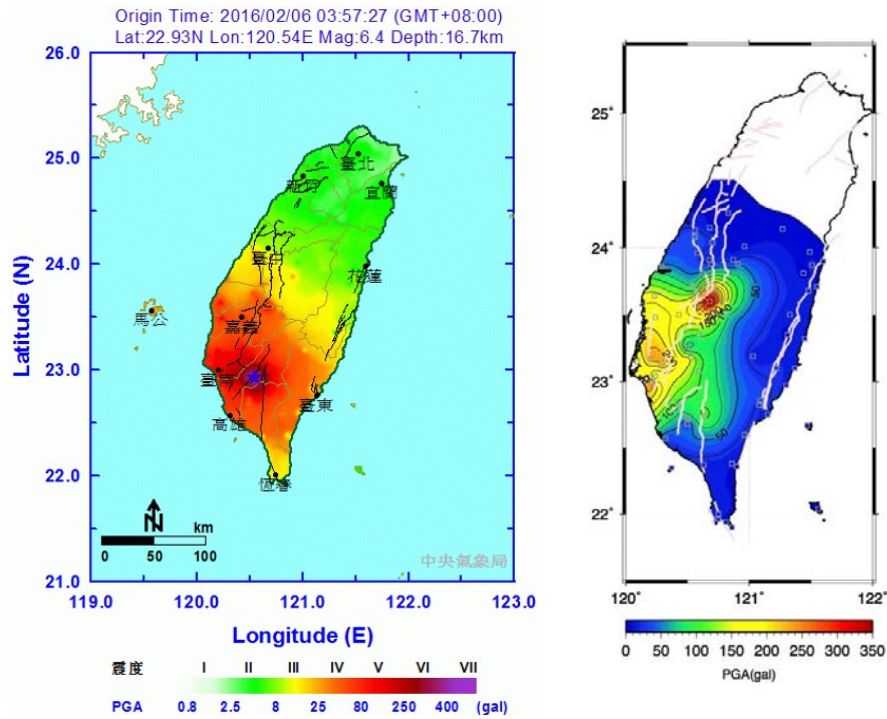 Origin Time: 2016/02/06 03:57:27 (GMT+08:00)
Lat:22.93N Lon:120.54E Mag:6.4 Depth:16.7km
26.0
25.0
24.0
23.0
22.0
21.0
Latitude (N)
臺北
新竹
宜蘭
臺中
花蓮
馬公
嘉義
臺南
臺東
高雄
恆春
N
km
0 50 100
中央氣象局
119.0 120.0 121.0 122.0 123.0
Longitude (E)
震度 I II III IV V VI VII
PGA 0.8 2.5 8 25 80 250 400 (gal)
25°
24°
23°
22°
50
50
120° 121° 122°
0 50 100 150 200 250 300 350
PGA(gal)